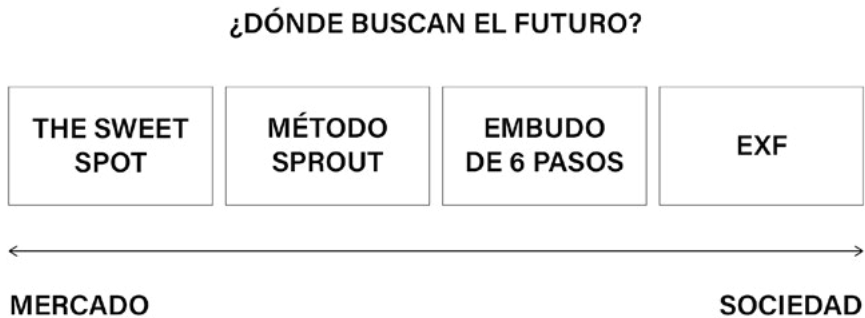 ¿DÓNDE BUSCAN EL FUTURO?
THE SWEET
SPOT
MÉTODO
SPROUT
EMBUDO
DE 6 PASOS
EXF
MERCADO
SOCIEDAD